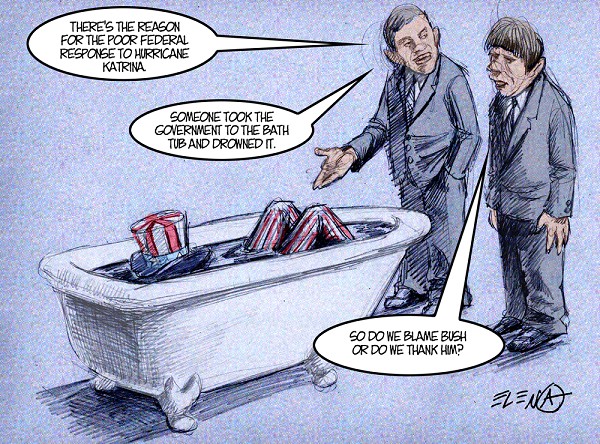 THERE'S THE REASON
FOR THE POOR FEDERAL
RESPONSE TO HURRICANE
KATRINA.
SOMEONE TOOK THE
GOVERNMENT TO THE BATH
TUB AND DROWNED IT.
SO DO WE BLAME BUSH
OR DO WE THANK HIM?
ELENA